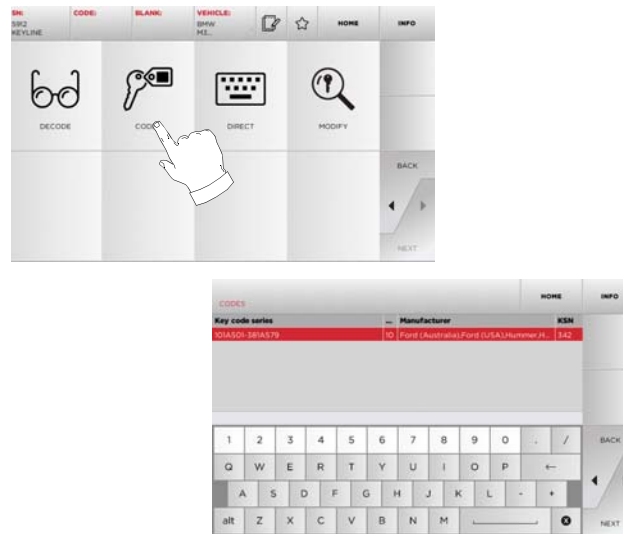 SN: CODE: BLANK: VEHICLE:
5912 BMW HOME INFO
KEYLINE M3...
DECODE CODES DIRECT MODIFY
BACK
NEXT
CODES HOME INFO
Key code series ... Manufacturer KSN
101A501-381A579 10 Ford (Australia),Ford (USA),Hummer,H... 342
1 2 3 4 5 6 7 8 9 0 . /
BACK
Q W E R T Y U I O P ←
A S D F G H J K L - +
alt Z X C V B N M
NEXT